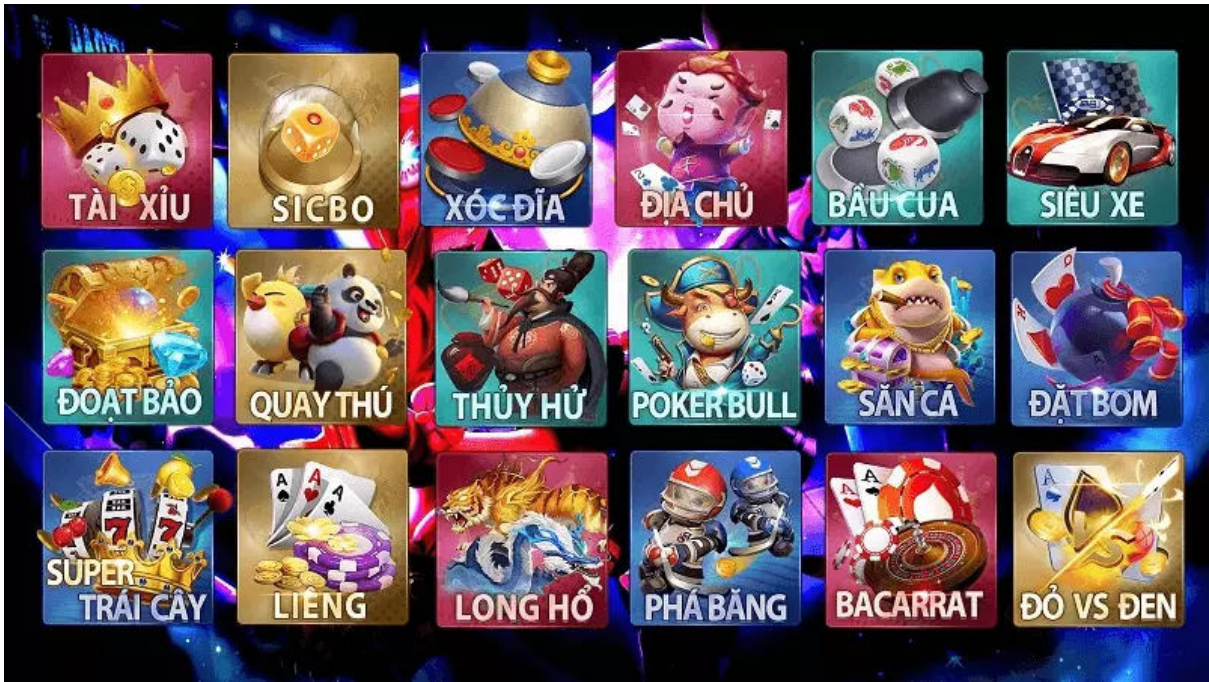 TÀI XỈU
SICBO
XÓC ĐĨA
ĐỊA CHỦ
BẦU CUA
SIÊU XE
ĐOẠT BẢO
QUAY THÚ
THỦY HỬ
POKER BULL
SĂN CÁ
ĐẶT BOM
SUPER
TRÁI CÂY
LIÊNG
LONG HỔ
PHÁ BĂNG
BACARRAT
ĐỎ VS ĐEN